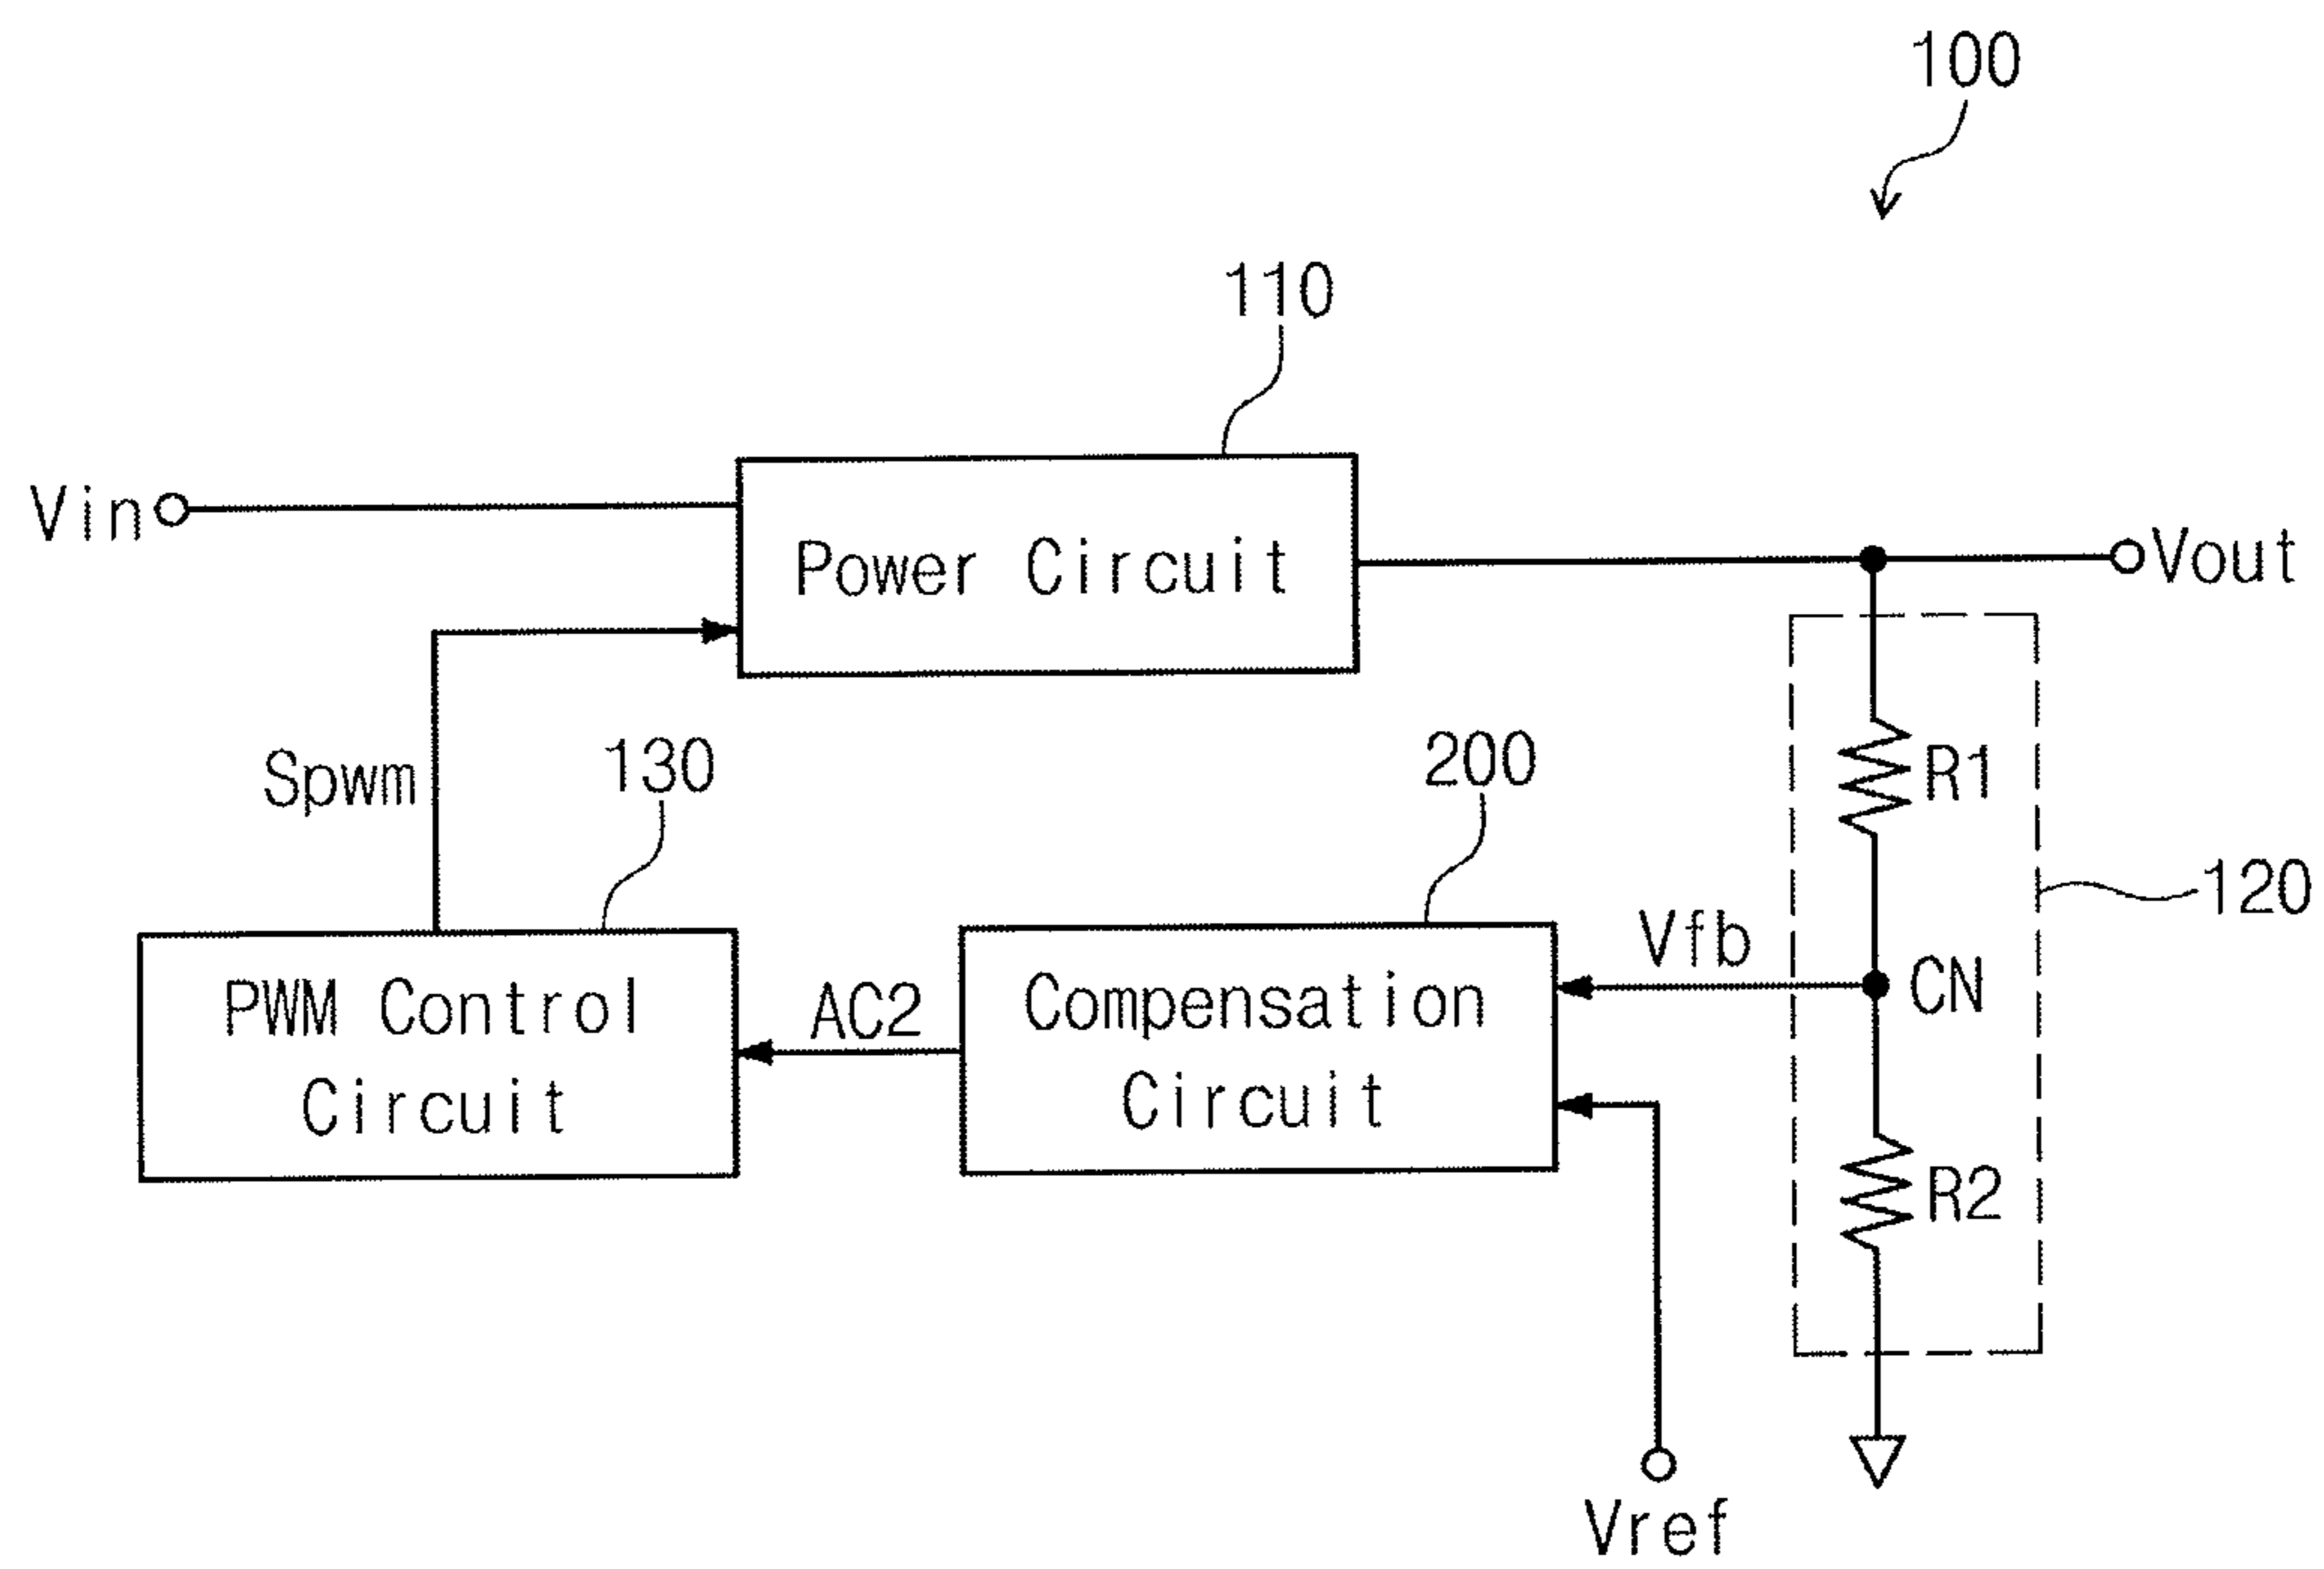 100
110
Vin
Power Circuit
Vout
Spwm
130
200
R1
120
Vfb
CN
PWM Control
Circuit
AC2
Compensation
Circuit
R2
Vref